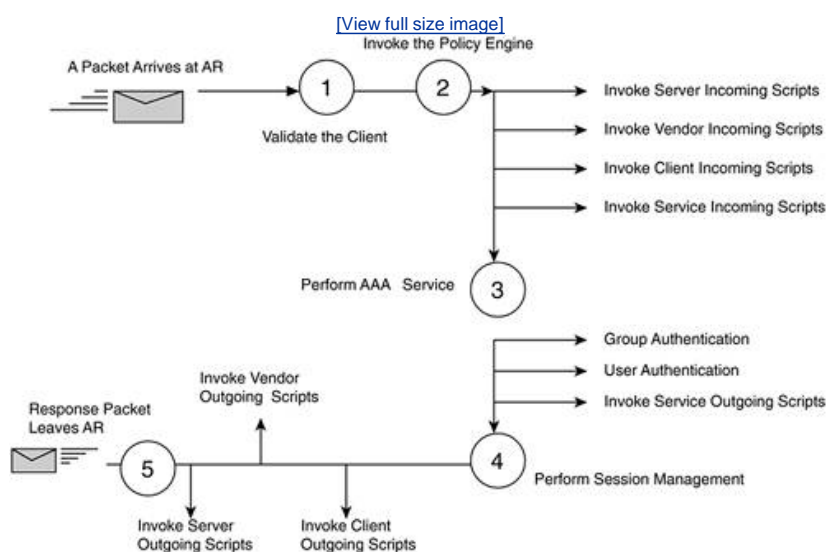 [View full size image]
Invoke the Policy Engine
A Packet Arrives at AR
1
2
Invoke Server Incoming Scripts
Validate the Client
Invoke Vendor Incoming Scripts
Invoke Client Incoming Scripts
Invoke Service Incoming Scripts
Perform AAA Service
3
Group Authentication
User Authentication
Invoke Service Outgoing Scripts
Invoke Vendor
Outgoing Scripts
Response Packet
Leaves AR
5
4
Perform Session Management
Invoke Server
Outgoing Scripts
Invoke Client
Outgoing Scripts